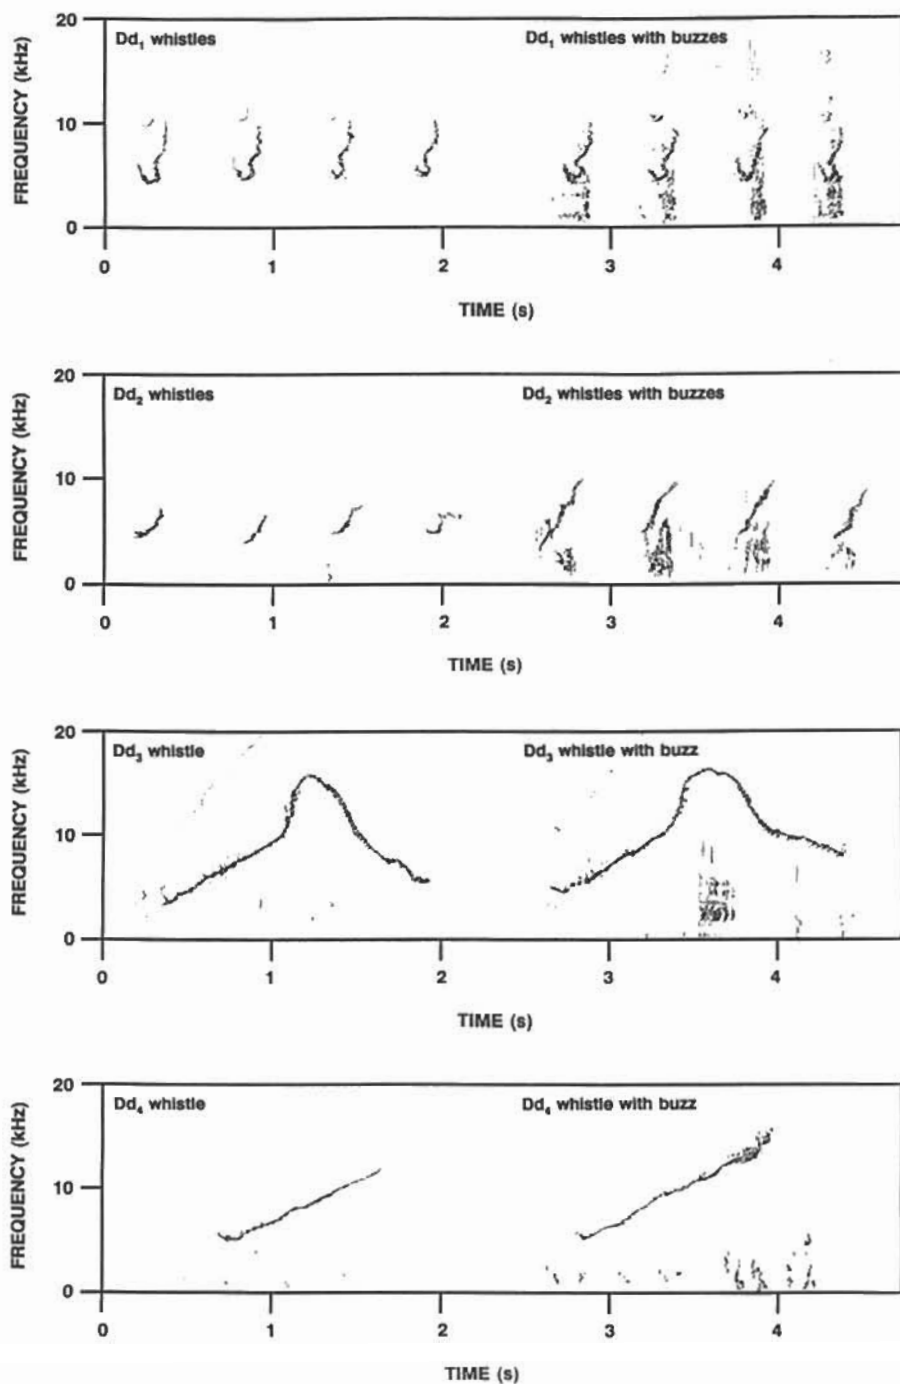 FREQUENCY (kHz)
20
10
0
Dd₁ whistles
Dd₁ whistles with buzzes
0 1 2 3 4
TIME (s)
FREQUENCY (kHz)
20
10
0
Dd₂ whistles
Dd₂ whistles with buzzes
0 1 2 3 4
TIME (s)
FREQUENCY (kHz)
20
10
0
Dd₃ whistle
Dd₃ whistle with buzz
0 1 2 3 4
TIME (s)
FREQUENCY (kHz)
20
10
0
Dd₄ whistle
Dd₄ whistle with buzz
0 1 2 3 4
TIME (s)